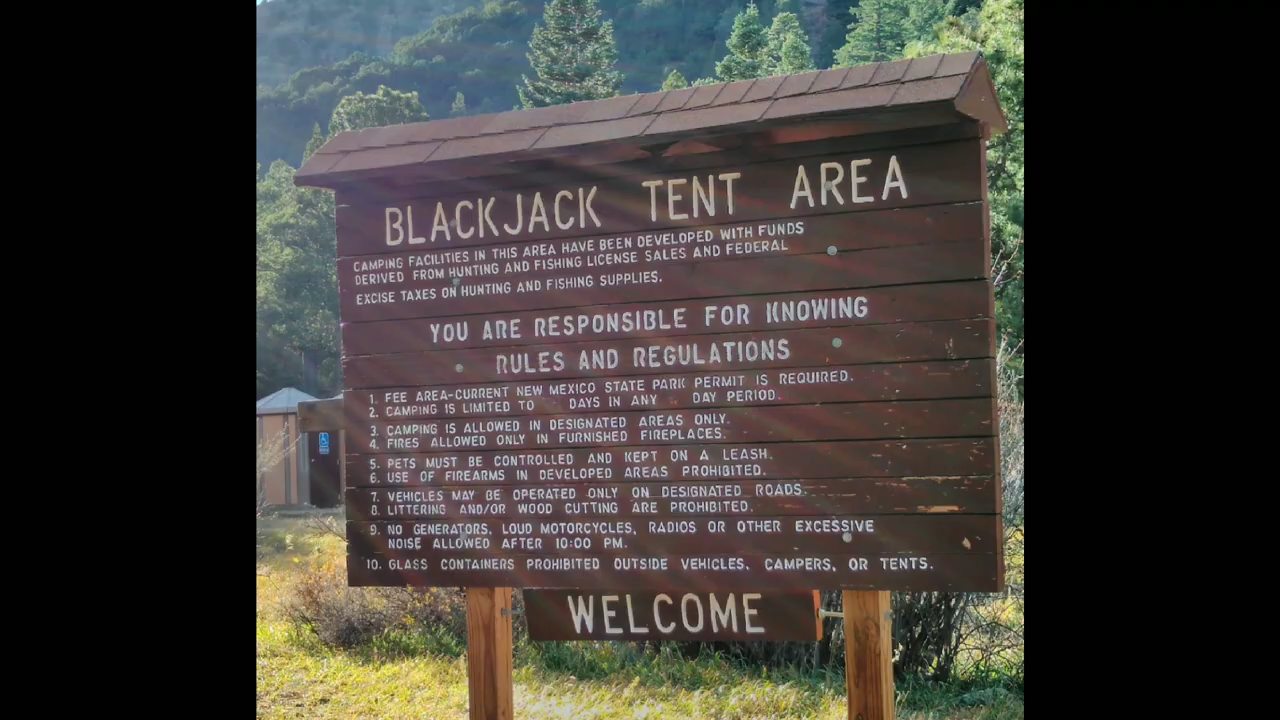 BLACKJACK TENT AREA
CAMPING FACILITIES IN THIS AREA HAVE BEEN DEVELOPED WITH FUNDS
DERIVED FROM HUNTING AND FISHING LICENSE SALES AND FEDERAL
EXCISE TAXES ON HUNTING AND FISHING SUPPLIES.
YOU ARE RESPONSIBLE FOR KNOWING
RULES AND REGULATIONS
1. FEE AREA-CURRENT NEW MEXICO STATE PARK PERMIT IS REQUIRED.
2. CAMPING IS LIMITED TO DAYS IN ANY DAY PERIOD.
3. CAMPING IS ALLOWED IN DESIGNATED AREAS ONLY.
4. FIRES ALLOWED ONLY IN FURNISHED FIREPLACES.
5. PETS MUST BE CONTROLLED AND KEPT ON A LEASH.
6. USE OF FIREARMS IN DEVELOPED AREAS PROHIBITED.
7. VEHICLES MAY BE OPERATED ONLY ON DESIGNATED ROADS.
8. LITTERING AND/OR WOOD CUTTING ARE PROHIBITED.
9. NO GENERATORS, LOUD MOTORCYCLES, RADIOS OR OTHER EXCESSIVE
NOISE ALLOWED AFTER 10:00 PM.
10. GLASS CONTAINERS PROHIBITED OUTSIDE VEHICLES, CAMPERS, OR TENTS.
WELCOME